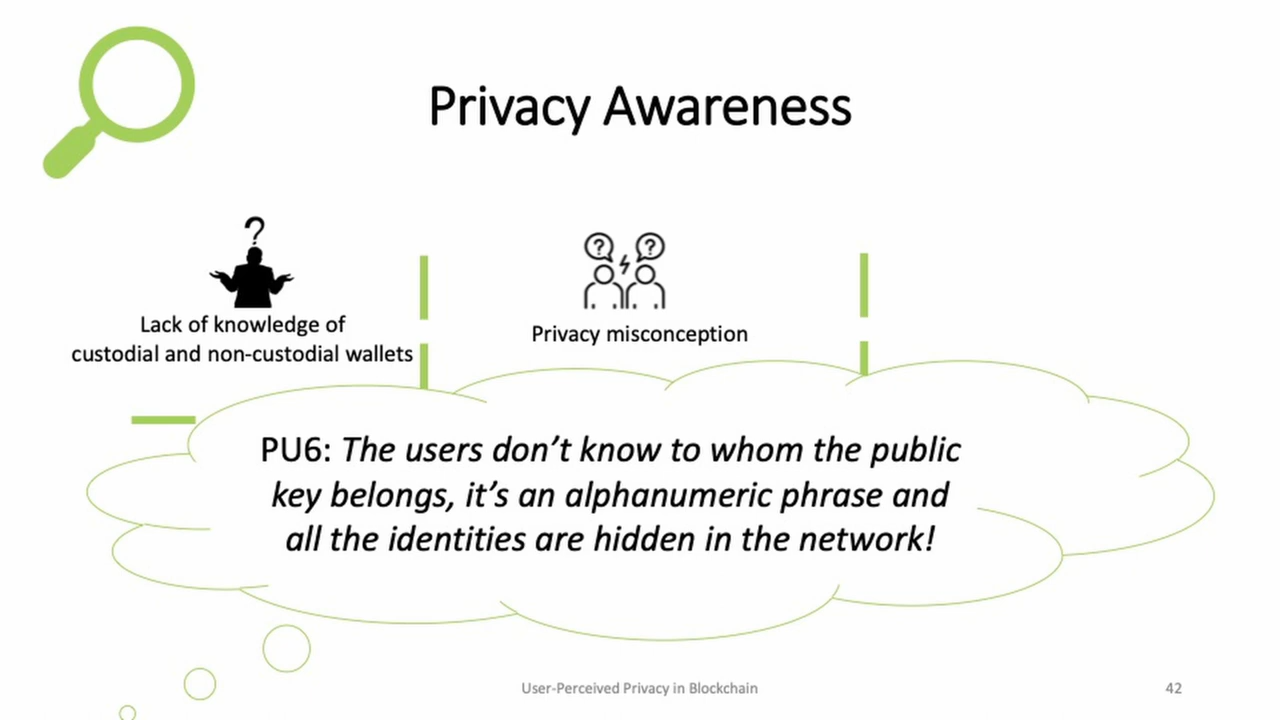 Privacy Awareness
?
? ?
Lack of knowledge of
custodial and non-custodial wallets
Privacy misconception
PU6: The users don’t know to whom the public
key belongs, it’s an alphanumeric phrase and
all the identities are hidden in the network!
User-Perceived Privacy in Blockchain
42